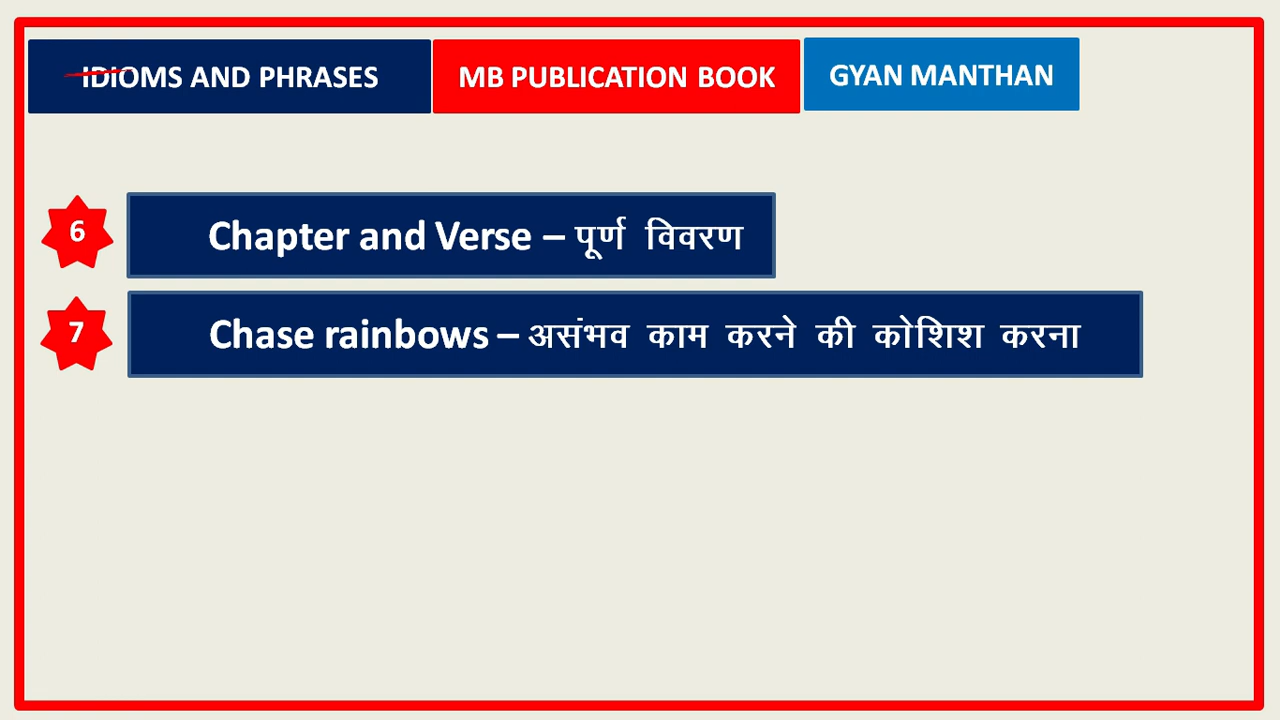 IDIOMS AND PHRASES MB PUBLICATION BOOK GYAN MANTHAN
6 Chapter and Verse – पूर्ण विवरण
7 Chase rainbows – असंभव काम करने की कोशिश करना